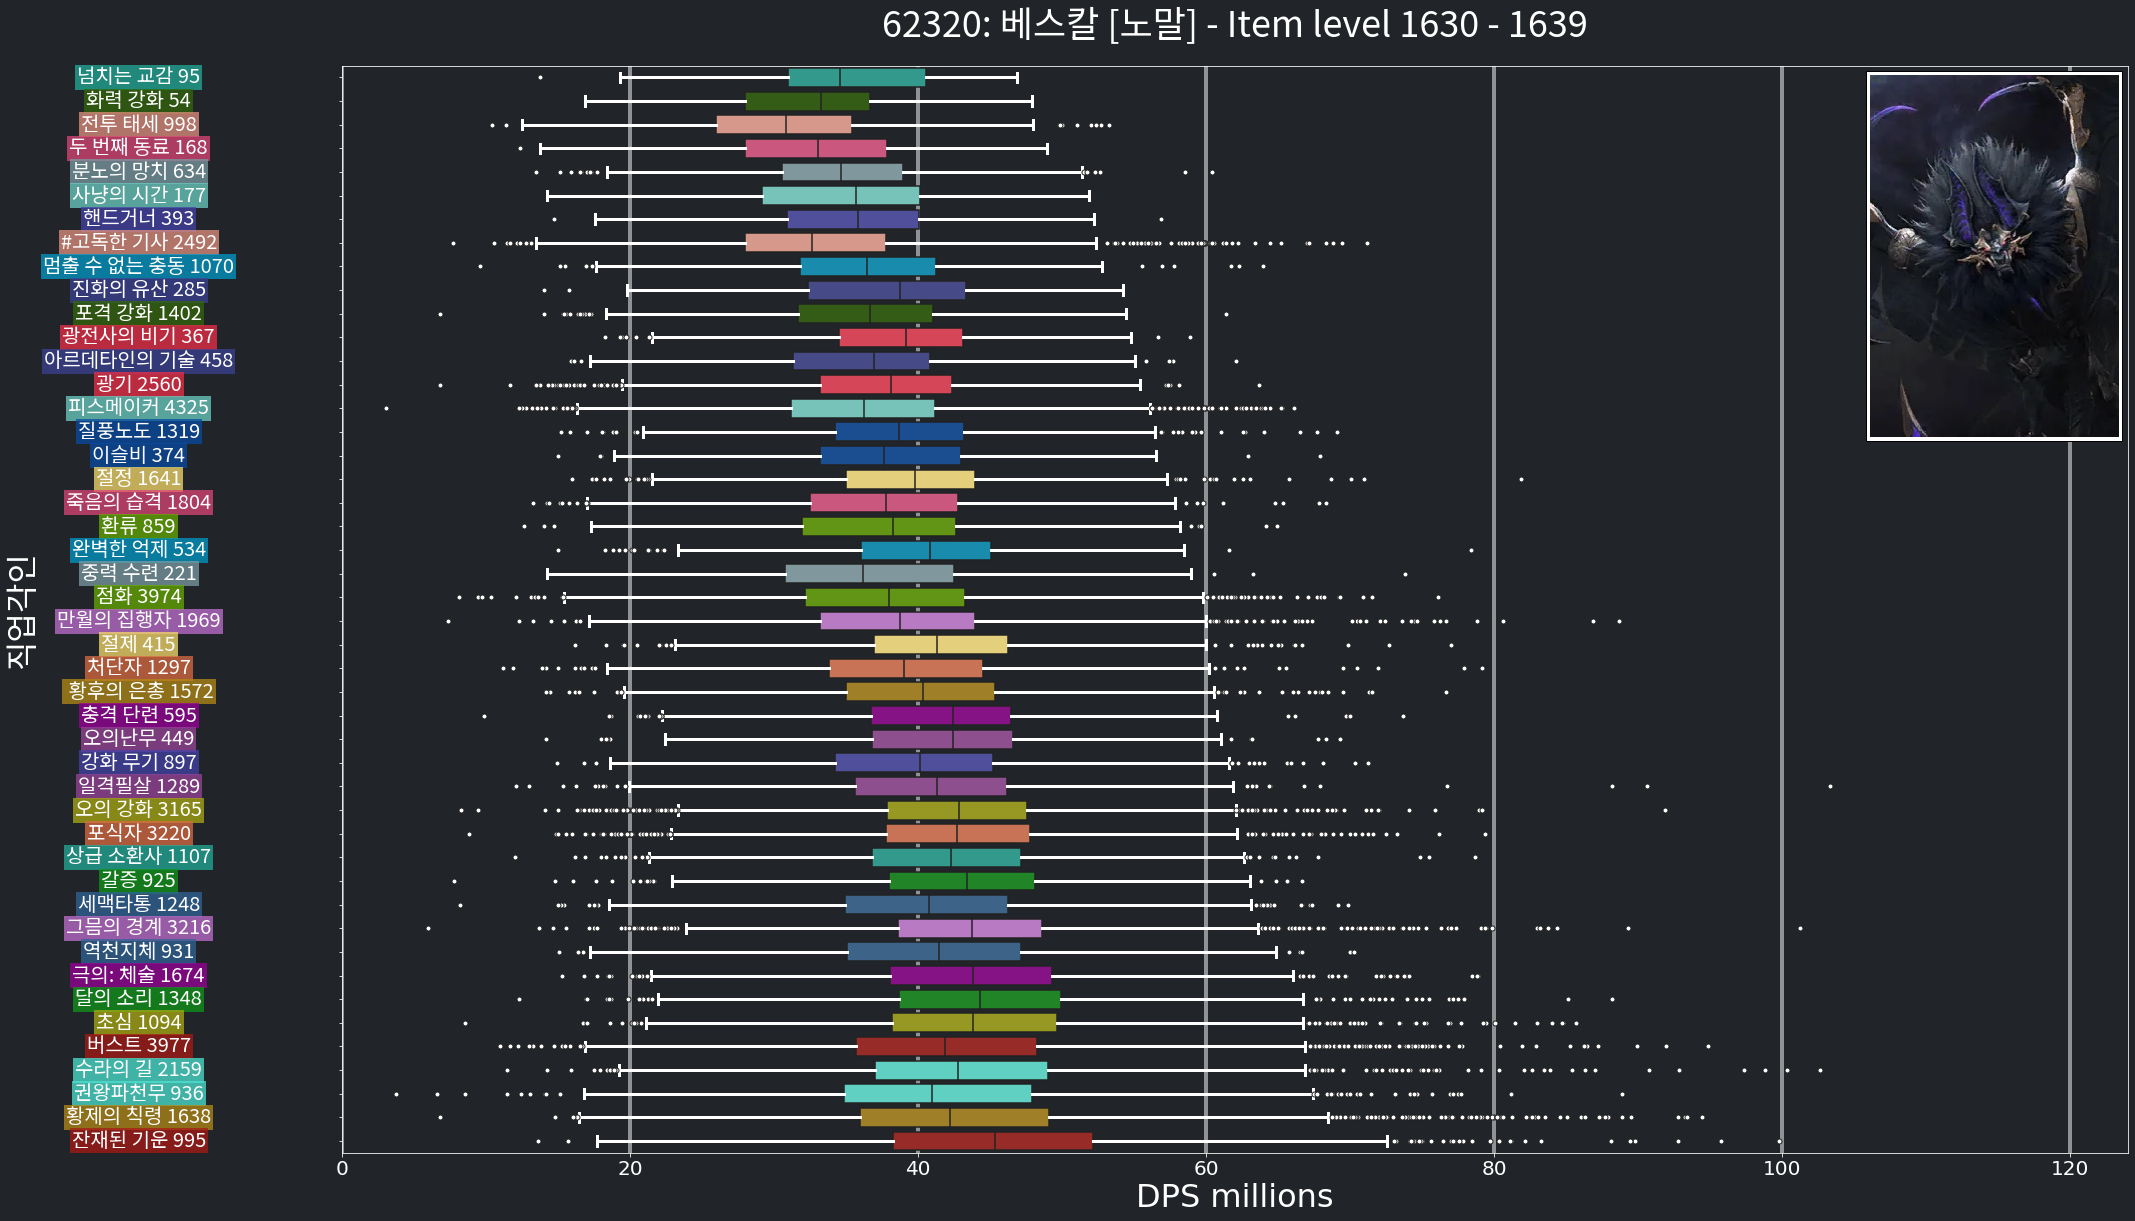 62320: 베스칼 [노말] - Item level 1630 - 1639
직업각인
넘치는 교감 95
화력 강화 54
전투 태세 998
두 번째 동료 168
분노의 망치 634
사냥의 시간 177
핸드거너 393
#고독한 기사 2492
멈출 수 없는 충동 1070
진화의 유산 285
포격 강화 1402
광전사의 비기 367
아르데타인의 기술 458
광기 2560
피스메이커 4325
질풍노도 1319
이슬비 374
절정 1641
죽음의 습격 1804
환류 859
완벽한 억제 534
중력 수련 221
점화 3974
만월의 집행자 1969
절제 415
처단자 1297
황후의 은총 1572
충격 단련 595
오의난무 449
강화 무기 897
일격필살 1289
오의 강화 3165
포식자 3220
상급 소환사 1107
갈증 925
세맥타통 1248
그믐의 경계 3216
역천지체 931
극의: 체술 1674
달의 소리 1348
초심 1094
버스트 3977
수라의 길 2159
권왕파천무 936
황제의 칙령 1638
잔재된 기운 995
0 20 40 60 80 100 120
DPS millions